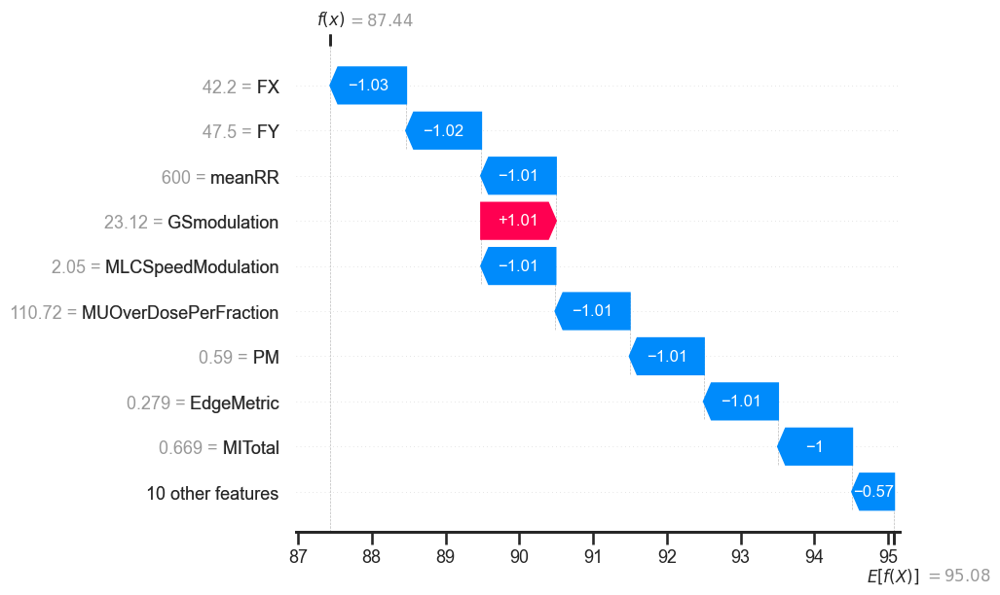 f(x) = 87.44
42.2 = FX −1.03
47.5 = FY −1.02
600 = meanRR −1.01
23.12 = GSmodulation +1.01
2.05 = MLCSpeedModulation −1.01
110.72 = MUOverDosePerFraction −1.01
0.59 = PM −1.01
0.279 = EdgeMetric −1.01
0.669 = MITotal −1
10 other features −0.57
87 88 89 90 91 92 93 94 95
E[f(X)] = 95.08